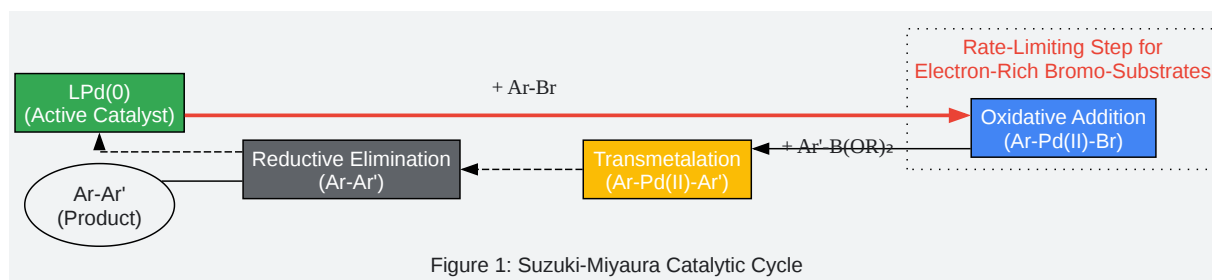 Rate-Limiting Step for
Electron-Rich Bromo-Substrates
LPd(0)
(Active Catalyst)
+ Ar-Br
Oxidative Addition
(Ar-Pd(II)-Br)
+ Ar'-B(OR)₂
Transmetalation
(Ar-Pd(II)-Ar')
Reductive Elimination
(Ar-Ar')
Ar-Ar'
(Product)
Figure 1: Suzuki-Miyaura Catalytic Cycle